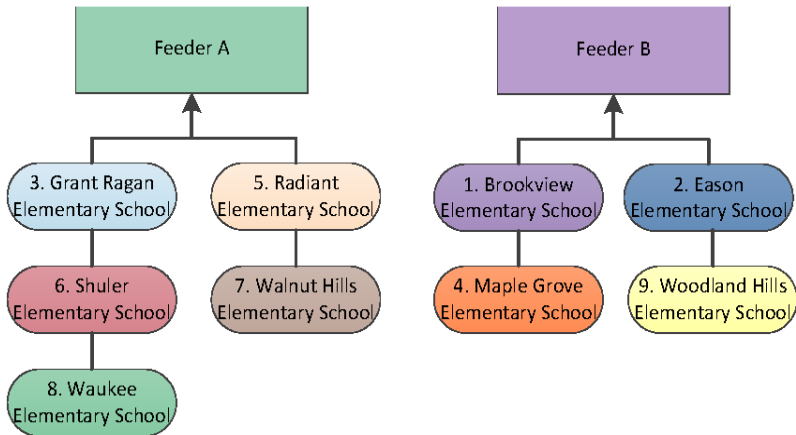 Feeder A
Feeder B
3. Grant Ragan
Elementary School
5. Radiant
Elementary School
1. Brookview
Elementary School
2. Eason
Elementary School
6. Shuler
Elementary School
7. Walnut Hills
Elementary School
4. Maple Grove
Elementary School
9. Woodland Hills
Elementary School
8. Waukee
Elementary School